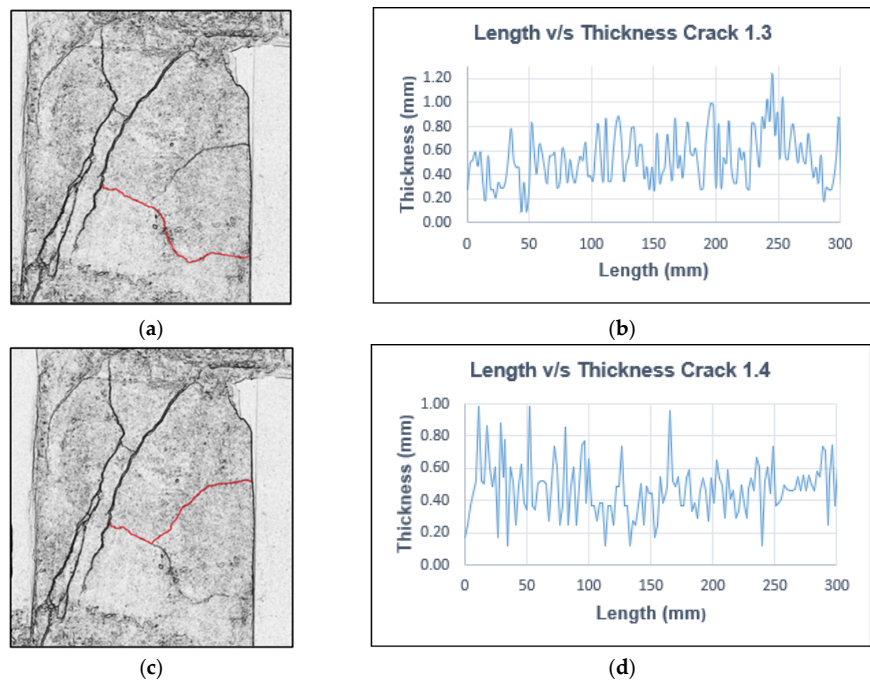 Length v/s Thickness Crack 1.3
Thickness (mm)
1.20
1.00
0.80
0.60
0.40
0.20
0.00
0 50 100 150 200 250 300
Length (mm)
(a)
(b)
Length v/s Thickness Crack 1.4
Thickness (mm)
1.00
0.80
0.60
0.40
0.20
0.00
0 50 100 150 200 250 300
Length (mm)
(c)
(d)